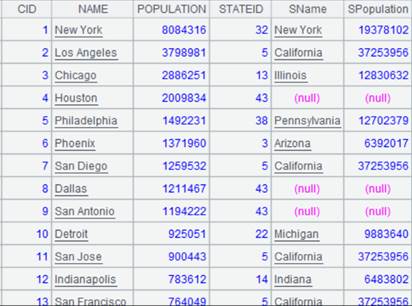 CID NAME POPULATION STATEID SName SPopulation
1 New York 8084316 32 New York 19378102
2 Los Angeles 3798981 5 California 37253956
3 Chicago 2886251 13 Illinois 12830632
4 Houston 2009834 43 (null) (null)
5 Philadelphia 1492231 38 Pennsylvania 12702379
6 Phoenix 1371960 3 Arizona 6392017
7 San Diego 1259532 5 California 37253956
8 Dallas 1211467 43 (null) (null)
9 San Antonio 1194222 43 (null) (null)
10 Detroit 925051 22 Michigan 9883640
11 San Jose 900443 5 California 37253956
12 Indianapolis 783612 14 Indiana 6483802
13 San Francisco 764049 5 California 37253956